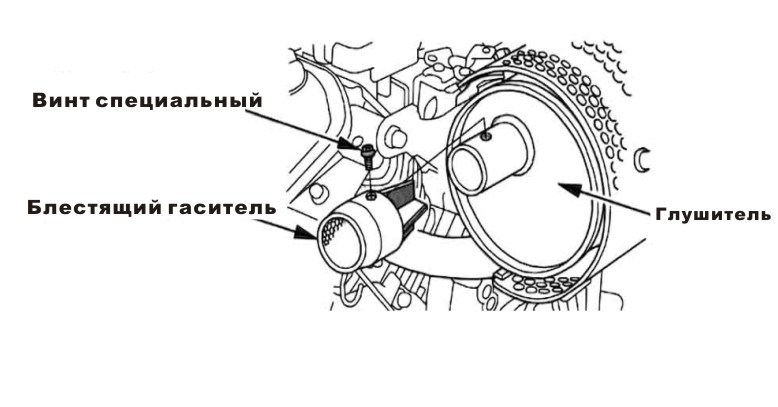 Винт специальный
Блестящий гаситель
Глушитель